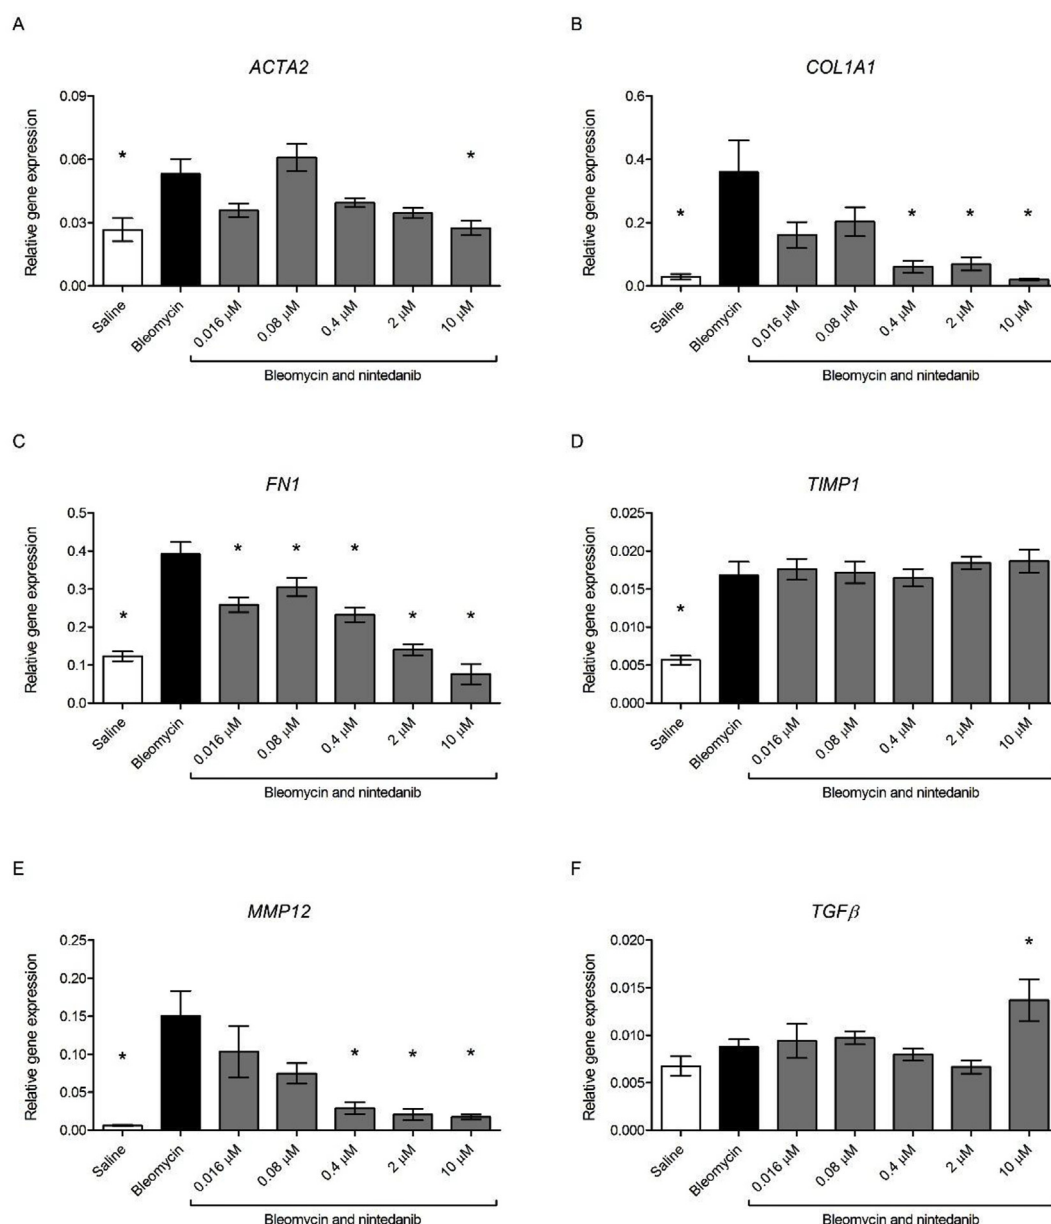 A
ACTA2
Relative gene expression
0.09
0.06
0.03
0.00
*
*
Saline
Bleomycin
0.016 µM
0.08 µM
0.4 µM
2 µM
10 µM
Bleomycin and nintedanib
B
COL1A1
Relative gene expression
0.6
0.4
0.2
0.0
*
*
*
*
Saline
Bleomycin
0.016 µM
0.08 µM
0.4 µM
2 µM
10 µM
Bleomycin and nintedanib
C
FN1
Relative gene expression
0.5
0.4
0.3
0.2
0.1
0.0
*
*
*
*
*
*
Saline
Bleomycin
0.016 µM
0.08 µM
0.4 µM
2 µM
10 µM
Bleomycin and nintedanib
D
TIMP1
Relative gene expression
0.025
0.020
0.015
0.010
0.005
0.000
*
Saline
Bleomycin
0.016 µM
0.08 µM
0.4 µM
2 µM
10 µM
Bleomycin and nintedanib
E
MMP12
Relative gene expression
0.25
0.20
0.15
0.10
0.05
0.00
*
*
*
*
Saline
Bleomycin
0.016 µM
0.08 µM
0.4 µM
2 µM
10 µM
Bleomycin and nintedanib
F
TGFβ
Relative gene expression
0.020
0.015
0.010
0.005
0.000
*
Saline
Bleomycin
0.016 µM
0.08 µM
0.4 µM
2 µM
10 µM
Bleomycin and nintedanib